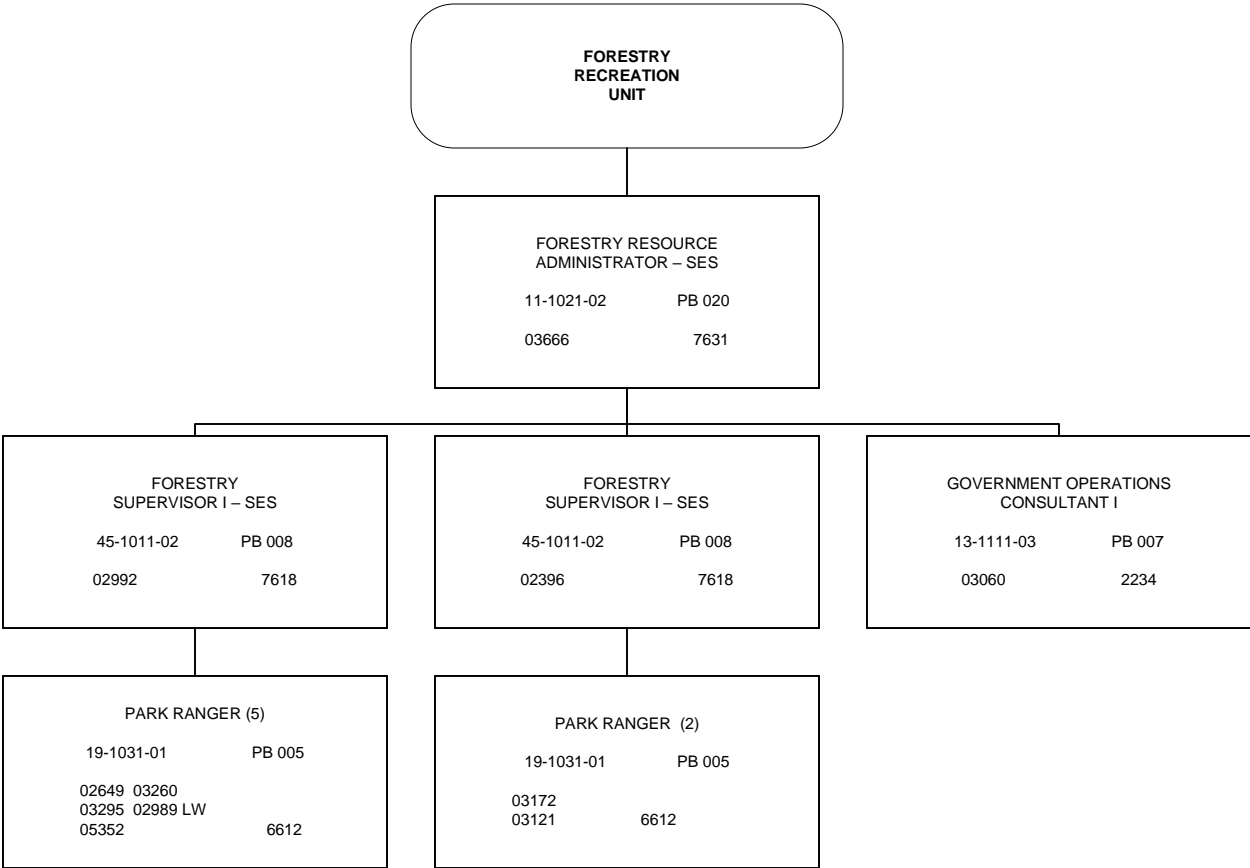 FORESTRY
RECREATION
UNIT
FORESTRY RESOURCE
ADMINISTRATOR – SES
11-1021-02 PB 020
03666 7631
FORESTRY
SUPERVISOR I – SES
45-1011-02 PB 008
02992 7618
FORESTRY
SUPERVISOR I – SES
45-1011-02 PB 008
02396 7618
GOVERNMENT OPERATIONS
CONSULTANT I
13-1111-03 PB 007
03060 2234
PARK RANGER (5)
19-1031-01 PB 005
02649 03260
03295 02989 LW
05352 6612
PARK RANGER (2)
19-1031-01 PB 005
03172
03121 6612